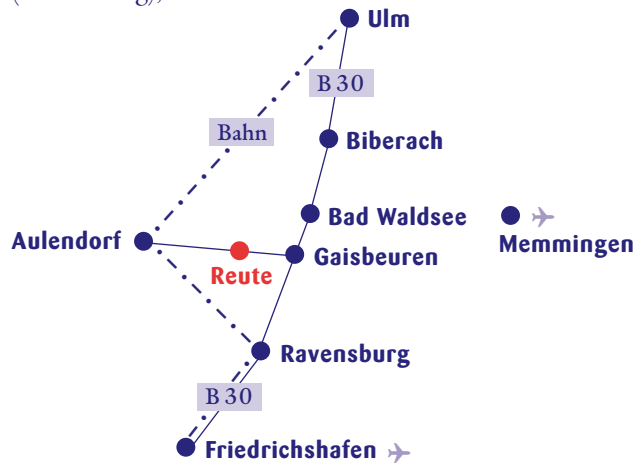 Ulm
B 30
Bahn
Biberach
Bad Waldsee
Aulendorf
Memmingen
Gaisbeuren
Reute
Ravensburg
B 30
Friedrichshafen